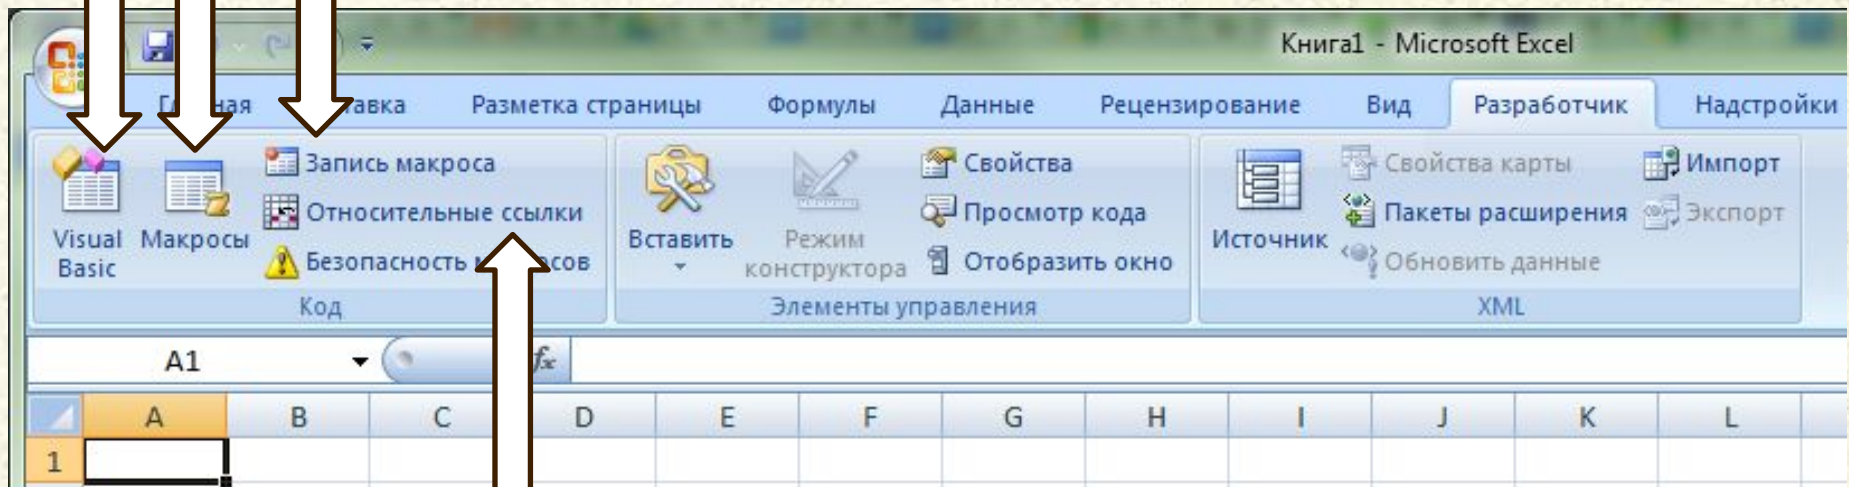 Книга1 - Microsoft Excel
Разметка страницы Формулы Данные Рецензирование Вид Разработчик Надстройки
Visual Basic
Макросы
Запись макроса
Относительные ссылки
Безопасность
Код
Вставить
Режим
конструктора
Свойства
Просмотр кода
Отобразить окно
Элементы управления
Источник
Свойства карты
Пакеты расширения
Обновить данные
Импорт
Экспорт
XML
A1
fx
A B C D E F G H I J K L
1